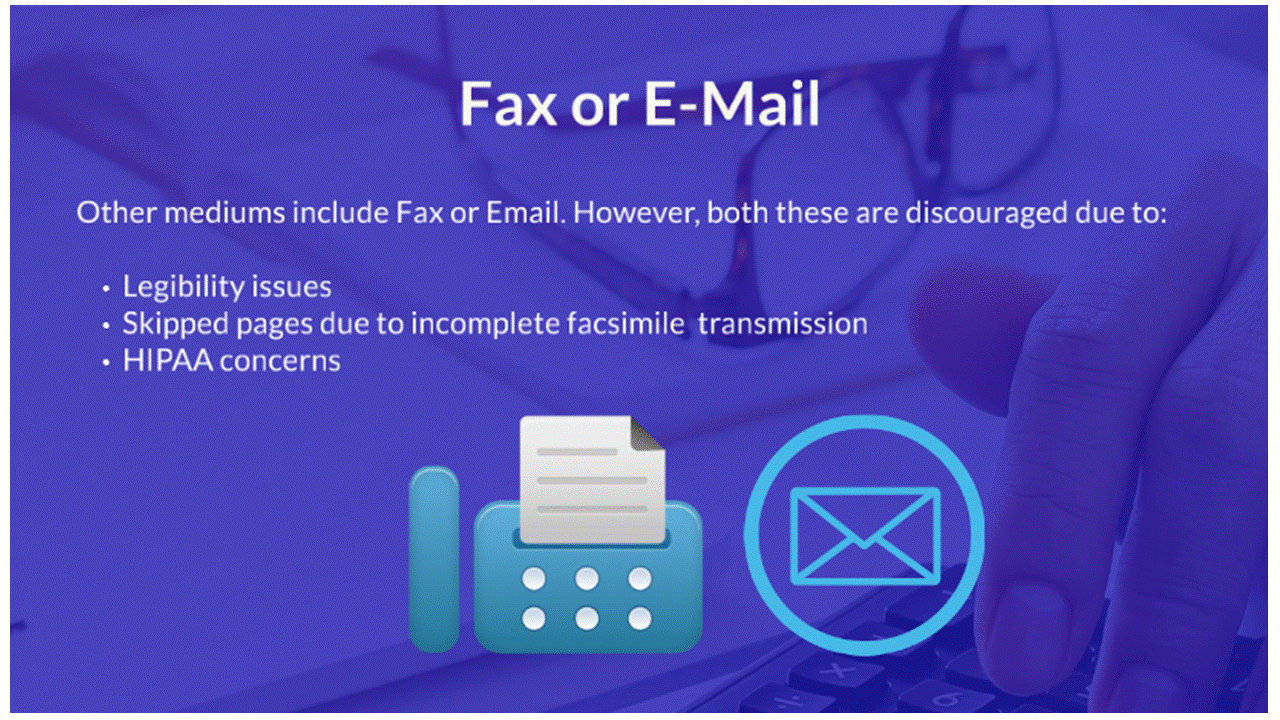 Fax or E-Mail
Other mediums include Fax or Email. However, both these are discouraged due to:
• Legibility issues
• Skipped pages due to incomplete facsimile transmission
• HIPAA concerns
×
÷
6